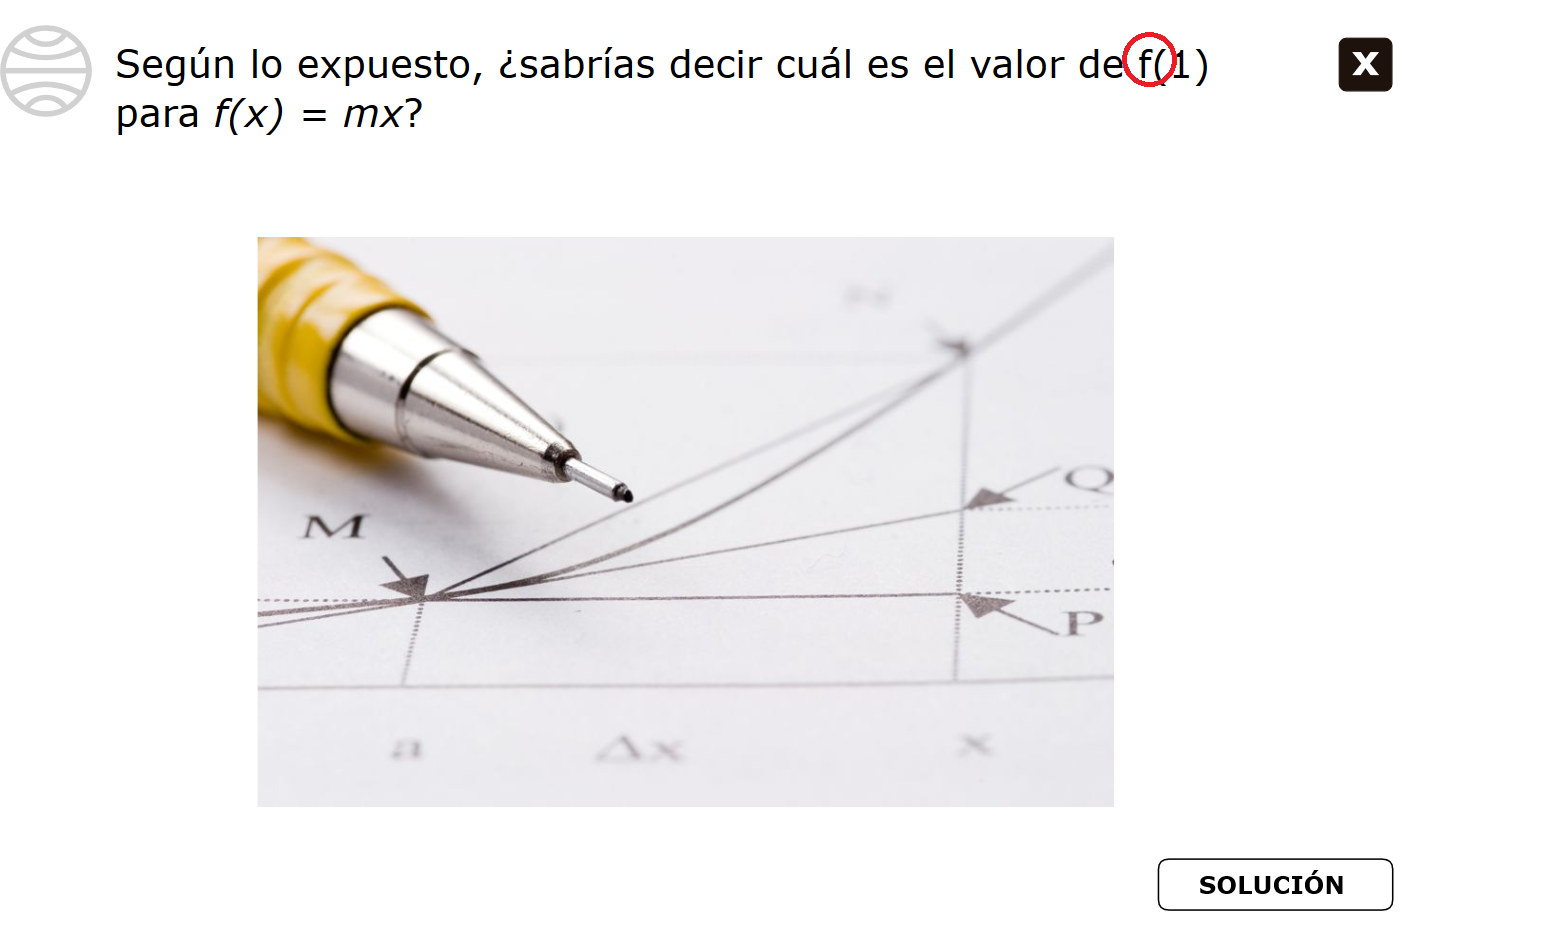 Según lo expuesto, ¿sabrías decir cuál es el valor de f(1)
para f(x) = mx?
X
M
Q
P
a Δx x
SOLUCIÓN